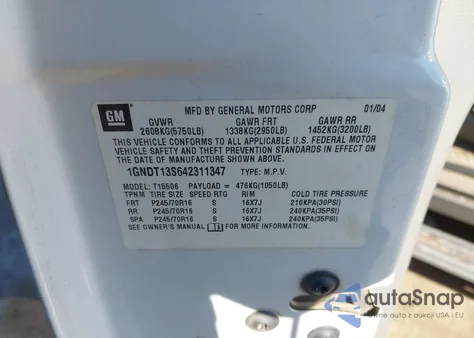 GM
MFD BY GENERAL MOTORS CORP 01/04
GVWR GAWR FRT GAWR RR
2608KG(5750LB) 1338KG(2950LB) 1452KG(3200LB)
THIS VEHICLE CONFORMS TO ALL APPLICABLE U.S. FEDERAL MOTOR
VEHICLE SAFETY AND THEFT PREVENTION STANDARDS IN EFFECT ON
THE DATE OF MANUFACTURE SHOWN ABOVE.
1GNDT13S642311347 TYPE: M.P.V.
MODEL: T15506 PAYLOAD = 476KG(1050LB)
TPNM TIRE SIZE SPEED RTG RIM COLD TIRE PRESSURE
FRT P245/70R16 S 16X7J 210KPA(30PSI)
RR P245/70R16 S 16X7J 240KPA(35PSI)
SPA P245/70R16 S 16X7J 240KPA(35PSI)
SEE OWNER'S MANUAL FOR MORE INFORMATION
autoSnap
z USA i EU